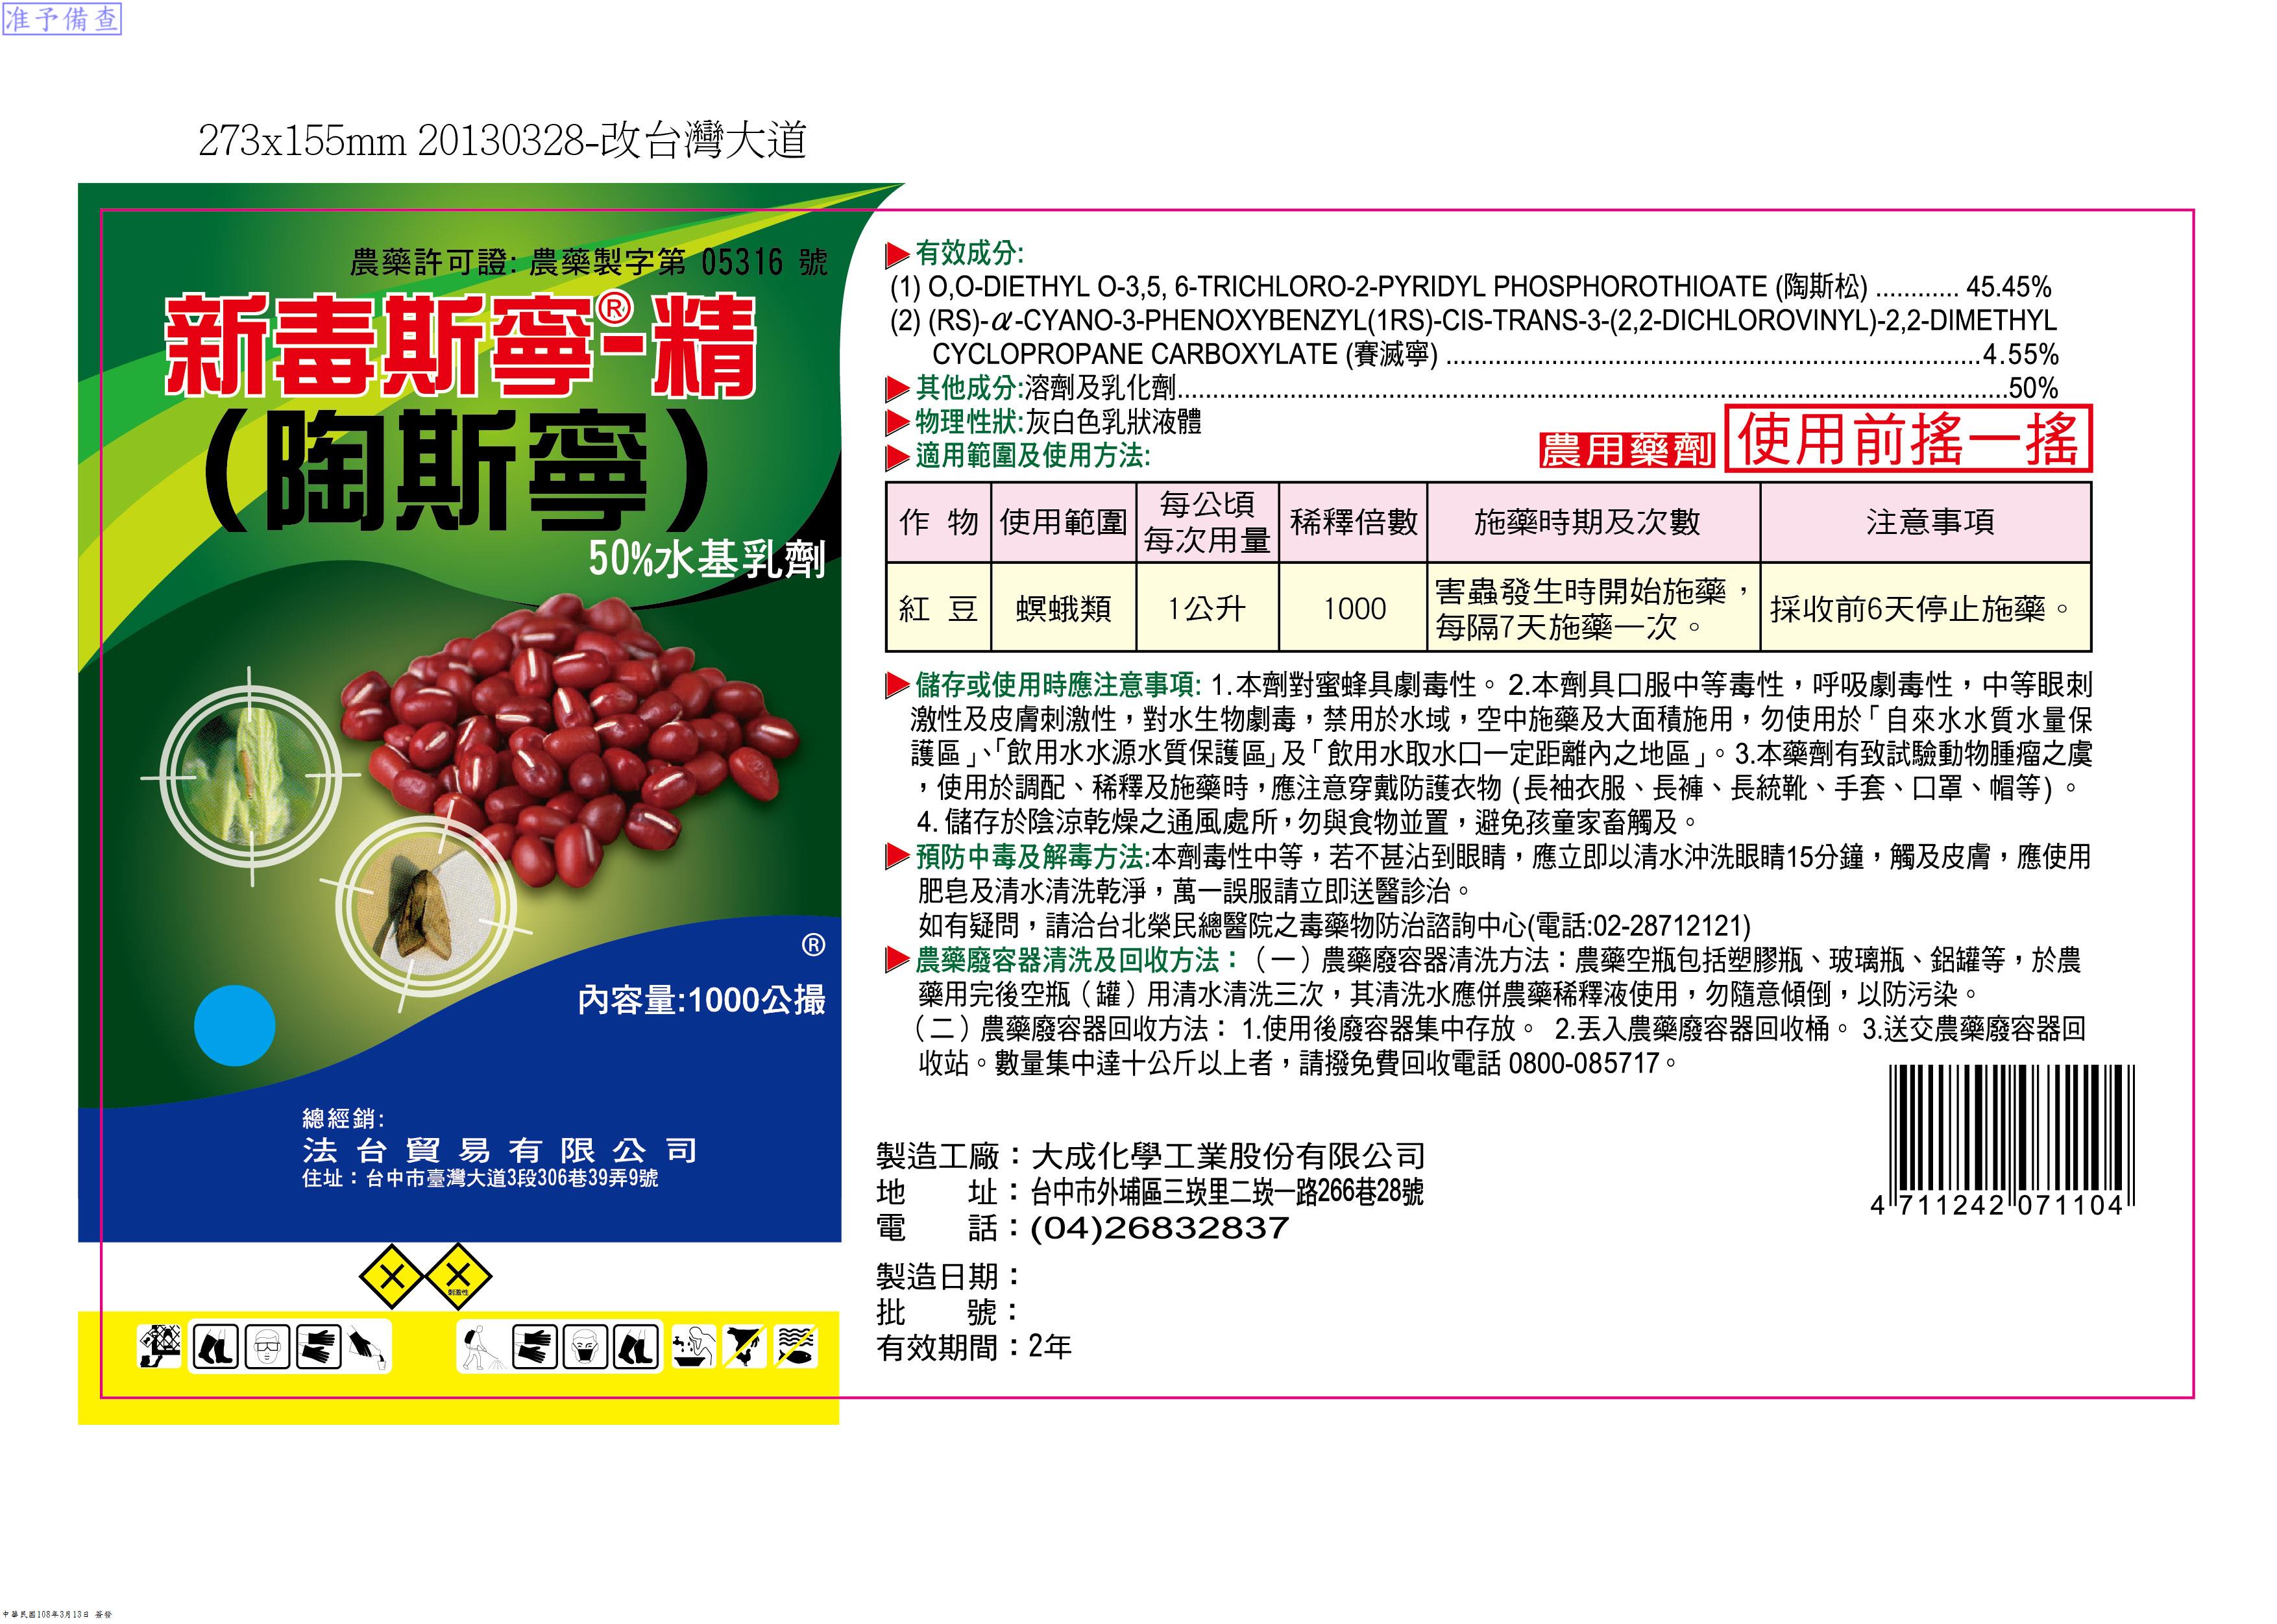 准予備查
273x155mm 20130328-改台灣大道
農藥許可證: 農藥製字第 05316 號
新毒斯寧®-精
(陶斯寧)
50%水基乳劑
®
內容量:1000公撮
總經銷:
法台貿易有限公司
住址：台中市臺灣大道3段306巷39弄9號
刺激性
有效成分:
(1) O,O-DIETHYL O-3,5, 6-TRICHLORO-2-PYRIDYL PHOSPHOROTHIOATE (陶斯松) ............ 45.45%
(2) (RS)-α-CYANO-3-PHENOXYBENZYL(1RS)-CIS-TRANS-3-(2,2-DICHLOROVINYL)-2,2-DIMETHYL
CYCLOPROPANE CARBOXYLATE (賽滅寧) ............................................................................4.55%
其他成分:溶劑及乳化劑......................................................................................................................50%
物理性狀:灰白色乳狀液體
適用範圍及使用方法:
農用藥劑 使用前搖一搖
作 物 使用範圍 每公頃每次用量 稀釋倍數 施藥時期及次數 注意事項
紅 豆 螟蛾類 1公升 1000 害蟲發生時開始施藥，每隔7天施藥一次。 採收前6天停止施藥。
儲存或使用時應注意事項: 1.本劑對蜜蜂具劇毒性。2.本劑具口服中等毒性，呼吸劇毒性，中等眼刺
激性及皮膚刺激性，對水生物劇毒，禁用於水域，空中施藥及大面積施用，勿使用於「自來水水質水量保
護區」、「飲用水水源水質保護區」及「飲用水取水口一定距離內之地區」。3.本藥劑有致試驗動物腫瘤之虞
，使用於調配、稀釋及施藥時，應注意穿戴防護衣物 (長袖衣服、長褲、長統靴、手套、口罩、帽等) 。
4. 儲存於陰涼乾燥之通風處所，勿與食物並置，避免孩童家畜觸及。
預防中毒及解毒方法:本劑毒性中等，若不甚沾到眼睛，應立即以清水沖洗眼睛15分鐘，觸及皮膚，應使用
肥皂及清水清洗乾淨，萬一誤服請立即送醫診治。
如有疑問，請洽台北榮民總醫院之毒藥物防治諮詢中心(電話:02-28712121)
農藥廢容器清洗及回收方法：（一）農藥廢容器清洗方法：農藥空瓶包括塑膠瓶、玻璃瓶、鋁罐等，於農
藥用完後空瓶（罐）用清水清洗三次，其清洗水應併農藥稀釋液使用，勿隨意傾倒，以防污染。
（二）農藥廢容器回收方法： 1.使用後廢容器集中存放。 2.丟入農藥廢容器回收桶。 3.送交農藥廢容器回
收站。數量集中達十公斤以上者，請撥免費回收電話 0800-085717。
製造工廠：大成化學工業股份有限公司
地 址：台中市外埔區三崁里二崁一路266巷28號
電 話：(04)26832837
製造日期：
批 號：
有效期間：2年
4 711242 071104
中華民國108年3月13日 簽發